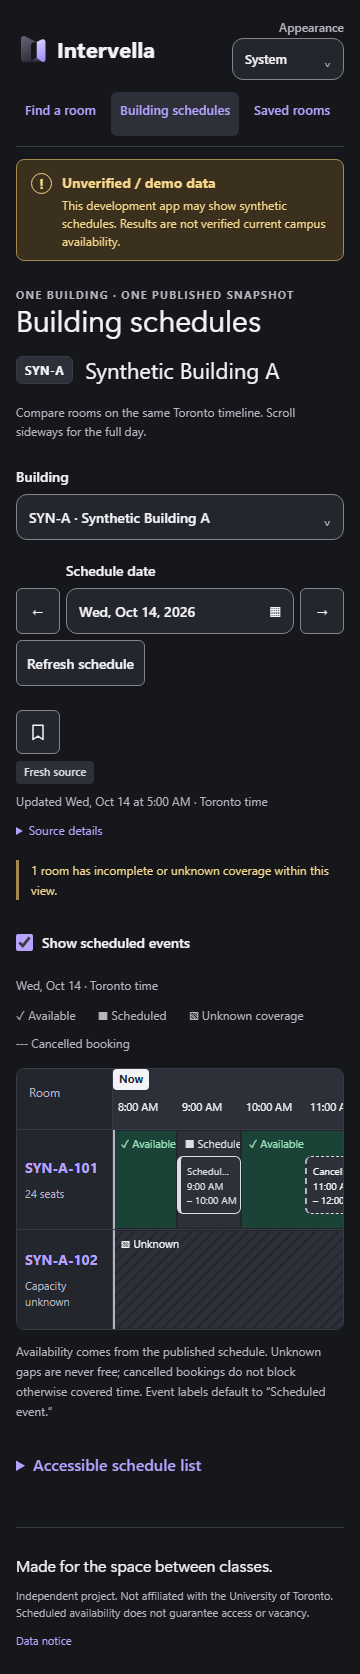 Intervella
Appearance
System
Find a room
Building schedules
Saved rooms
Unverified / demo data
This development app may show synthetic
schedules. Results are not verified current campus
availability.
ONE BUILDING · ONE PUBLISHED SNAPSHOT
Building schedules
SYN-A Synthetic Building A
Compare rooms on the same Toronto timeline. Scroll
sideways for the full day.
Building
SYN-A · Synthetic Building A
Schedule date
← Wed, Oct 14, 2026 →
Refresh schedule
Fresh source
Updated Wed, Oct 14 at 5:00 AM · Toronto time
Source details
1 room has incomplete or unknown coverage within this
view.
Show scheduled events
Wed, Oct 14 · Toronto time
✓ Available ■ Scheduled ▧ Unknown coverage
--- Cancelled booking
Room
Now
8:00 AM 9:00 AM 10:00 AM 11:00 A
SYN-A-101
24 seats
✓ Available ■ Schedule ✓ Available
Schedul...
9:00 AM
– 10:00 AM
Cancel
11:00 A
– 12:00
SYN-A-102
Capacity
unknown
▧ Unknown
Availability comes from the published schedule. Unknown
gaps are never free; cancelled bookings do not block
otherwise covered time. Event labels default to “Scheduled
event.”
Accessible schedule list
Made for the space between classes.
Independent project. Not affiliated with the University of Toronto.
Scheduled availability does not guarantee access or vacancy.
Data notice